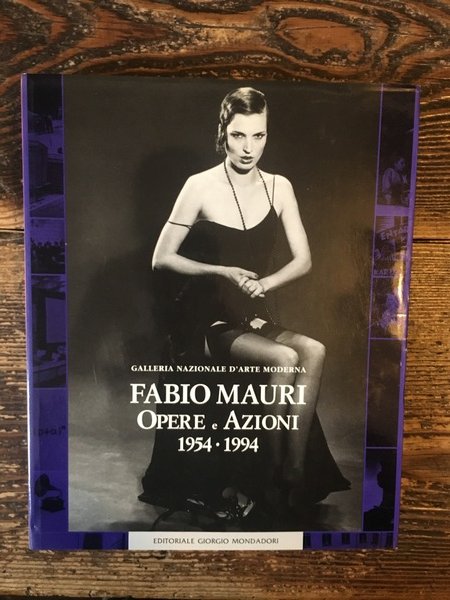 GALLERIA NAZIONALE D'ARTE MODERNA
FABIO MAURI
OPERE e AZIONI
1954 · 1994
EDITORIALE GIORGIO MONDADORI